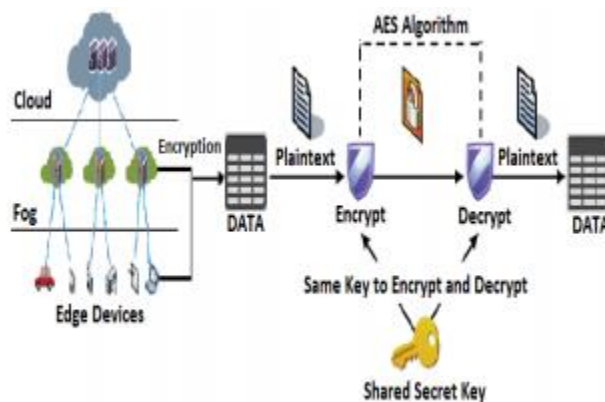 AES Algorithm
Cloud
Encryption
Plaintext
Plaintext
Fog
DATA
Encrypt
Decrypt
DATA
Edge Devices
Same Key to Encrypt and Decrypt
Shared Secret Key